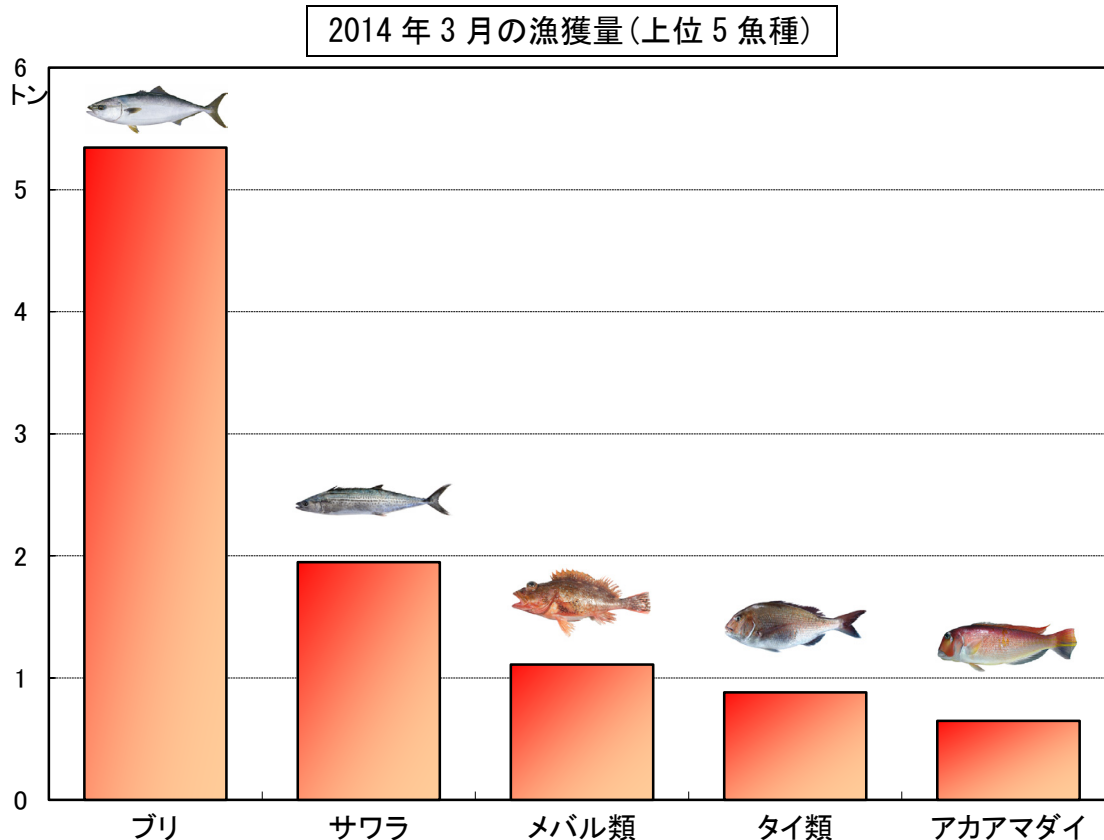 2014 年 3 月の漁獲量(上位 5 魚種)
6
トン
5
4
3
2
1
0
ブリ
サワラ
メバル類
タイ類
アカアマダイ